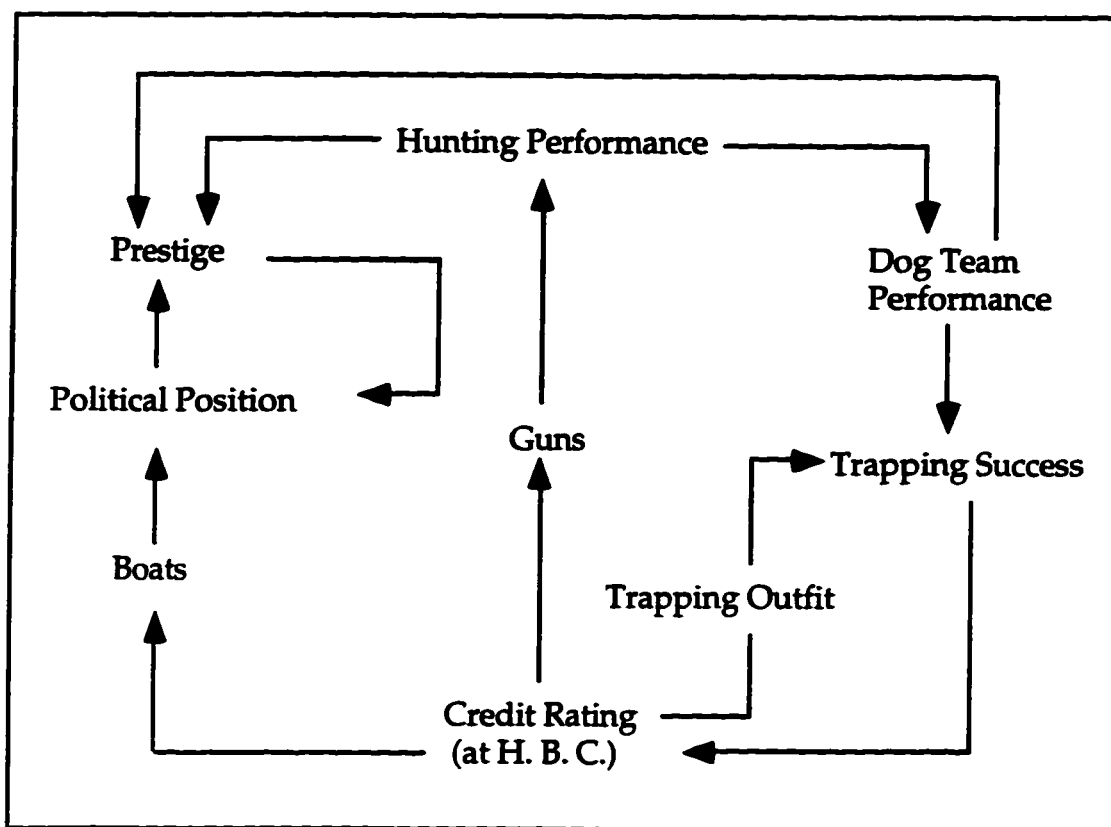 Hunting Performance
Prestige
Dog Team
Performance
Political Position
Guns
Trapping Success
Boats
Trapping Outfit
Credit Rating
(at H. B. C.)